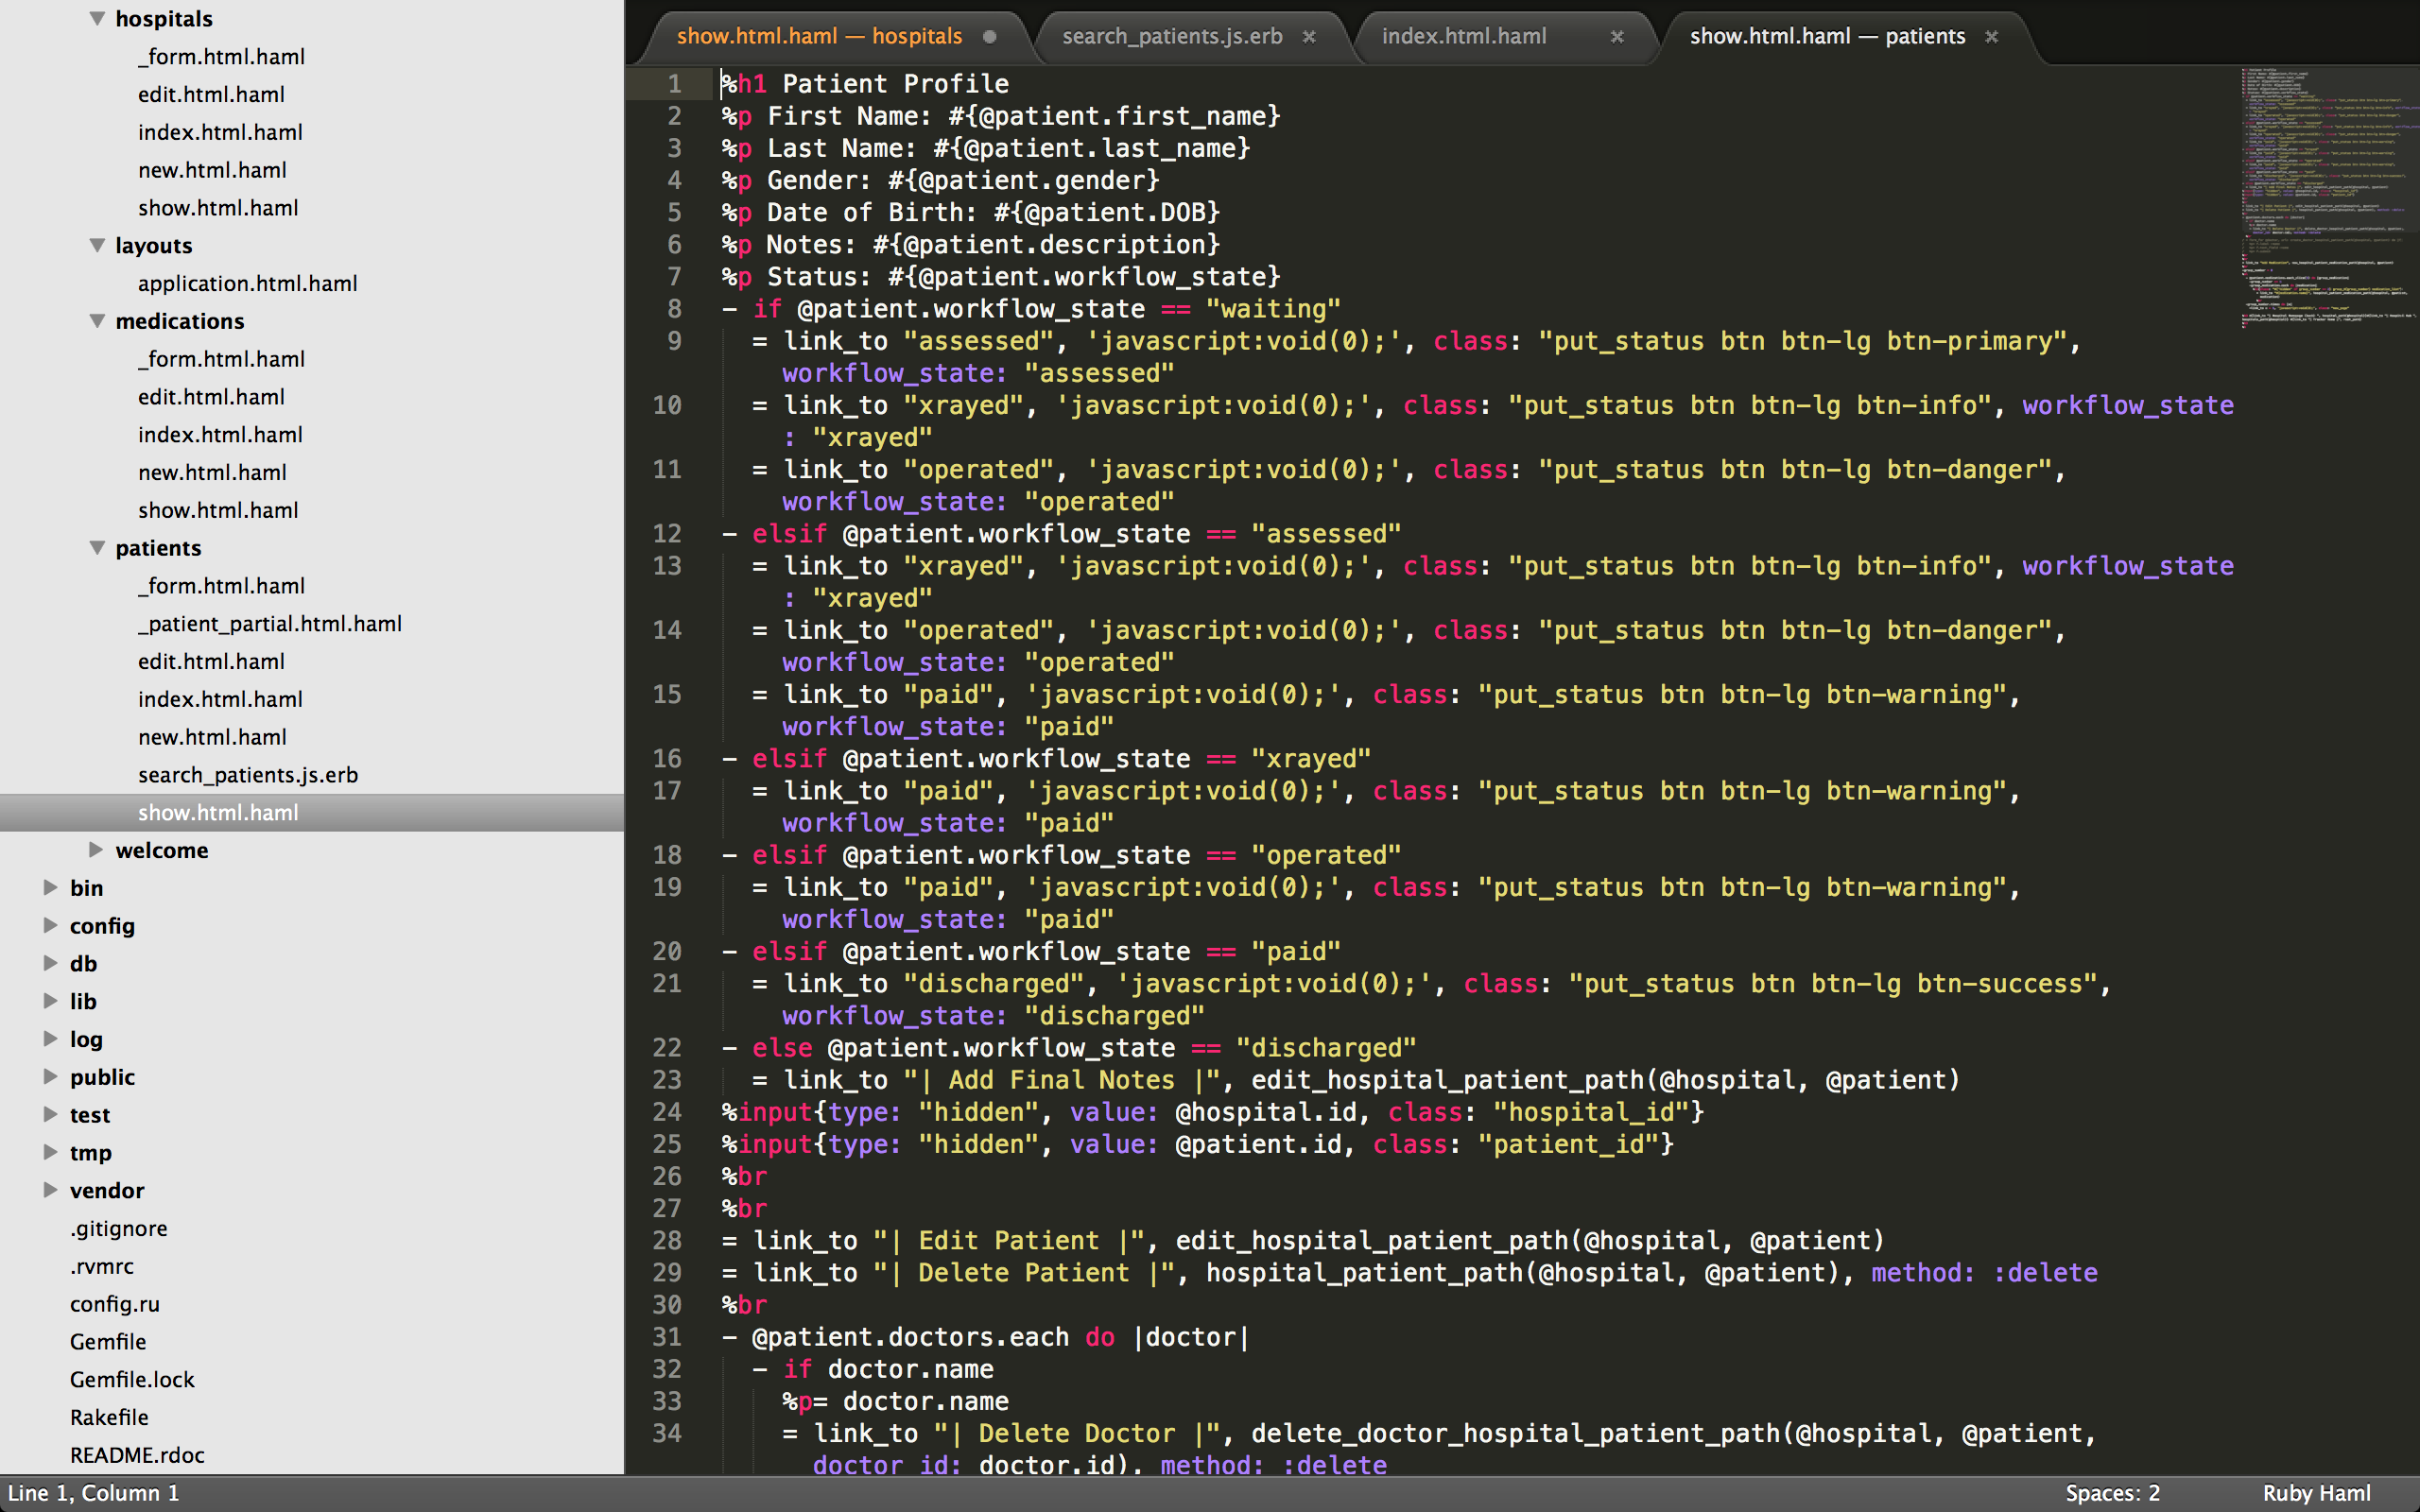 hospitals
_form.html.haml
edit.html.haml
index.html.haml
new.html.haml
show.html.haml
layouts
application.html.haml
medications
_form.html.haml
edit.html.haml
index.html.haml
new.html.haml
show.html.haml
patients
_form.html.haml
_patient_partial.html.haml
edit.html.haml
index.html.haml
new.html.haml
search_patients.js.erb
show.html.haml
welcome
bin
config
db
lib
log
public
test
tmp
vendor
.gitignore
.rvmrc
config.ru
Gemfile
Gemfile.lock
Rakefile
README.rdoc
show.html.haml — hospitals search_patients.js.erb index.html.haml show.html.haml — patients
1 %h1 Patient Profile
2 %p First Name: #{@patient.first_name}
3 %p Last Name: #{@patient.last_name}
4 %p Gender: #{@patient.gender}
5 %p Date of Birth: #{@patient.DOB}
6 %p Notes: #{@patient.description}
7 %p Status: #{@patient.workflow_state}
8 - if @patient.workflow_state == "waiting"
9 = link_to "assessed", 'javascript:void(0);', class: "put_status btn btn-lg btn-primary",
workflow_state: "assessed"
10 = link_to "xrayed", 'javascript:void(0);', class: "put_status btn btn-lg btn-info", workflow_state
: "xrayed"
11 = link_to "operated", 'javascript:void(0);', class: "put_status btn btn-lg btn-danger",
workflow_state: "operated"
12 - elsif @patient.workflow_state == "assessed"
13 = link_to "xrayed", 'javascript:void(0);', class: "put_status btn btn-lg btn-info", workflow_state
: "xrayed"
14 = link_to "operated", 'javascript:void(0);', class: "put_status btn btn-lg btn-danger",
workflow_state: "operated"
15 = link_to "paid", 'javascript:void(0);', class: "put_status btn btn-lg btn-warning",
workflow_state: "paid"
16 - elsif @patient.workflow_state == "xrayed"
17 = link_to "paid", 'javascript:void(0);', class: "put_status btn btn-lg btn-warning",
workflow_state: "paid"
18 - elsif @patient.workflow_state == "operated"
19 = link_to "paid", 'javascript:void(0);', class: "put_status btn btn-lg btn-warning",
workflow_state: "paid"
20 - elsif @patient.workflow_state == "paid"
21 = link_to "discharged", 'javascript:void(0);', class: "put_status btn btn-lg btn-success",
workflow_state: "discharged"
22 - else @patient.workflow_state == "discharged"
23 = link_to "| Add Final Notes |", edit_hospital_patient_path(@hospital, @patient)
24 %input{type: "hidden", value: @hospital.id, class: "hospital_id"}
25 %input{type: "hidden", value: @patient.id, class: "patient_id"}
26 %br
27 %br
28 = link_to "| Edit Patient |", edit_hospital_patient_path(@hospital, @patient)
29 = link_to "| Delete Patient |", hospital_patient_path(@hospital, @patient), method: :delete
30 %br
31 - @patient.doctors.each do |doctor|
32 - if doctor.name
33 %p= doctor.name
34 = link_to "| Delete Doctor |", delete_doctor_hospital_patient_path(@hospital, @patient,
doctor_id: doctor.id), method: :delete
Line 1, Column 1 Spaces: 2 Ruby Haml